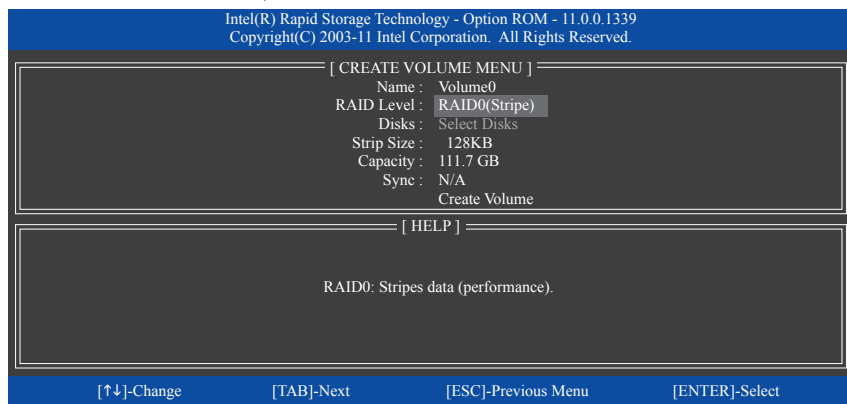 Intel(R) Rapid Storage Technology - Option ROM - 11.0.0.1339
Copyright(C) 2003-11 Intel Corporation. All Rights Reserved.
[ CREATE VOLUME MENU ]
Name : Volume0
RAID Level : RAID0(Stripe)
Disks : Select Disks
Strip Size : 128KB
Capacity : 111.7 GB
Sync : N/A
Create Volume
[ HELP ]
RAID0: Stripes data (performance).
[↑↓]-Change [TAB]-Next [ESC]-Previous Menu [ENTER]-Select